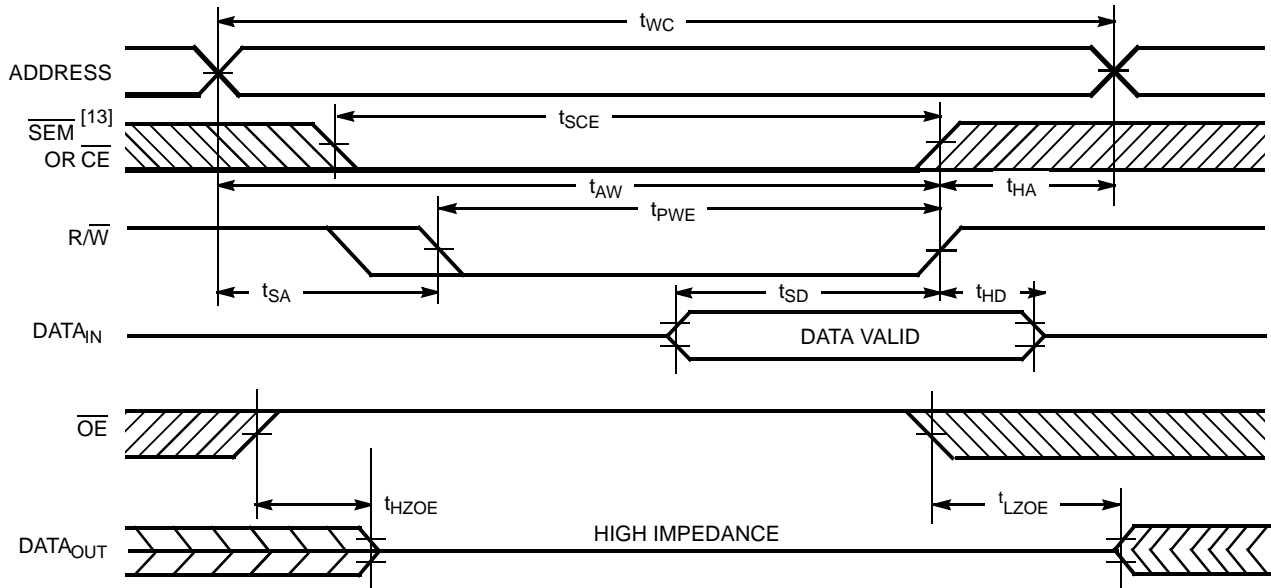 tWC
ADDRESS
SEM [13]
OR CE
tSCE
tAW
tHA
tPWE
R/W
tSA
tSD
tHD
DATAIN
DATA VALID
OE
tHZOE
tLZOE
HIGH IMPEDANCE
DATAOUT